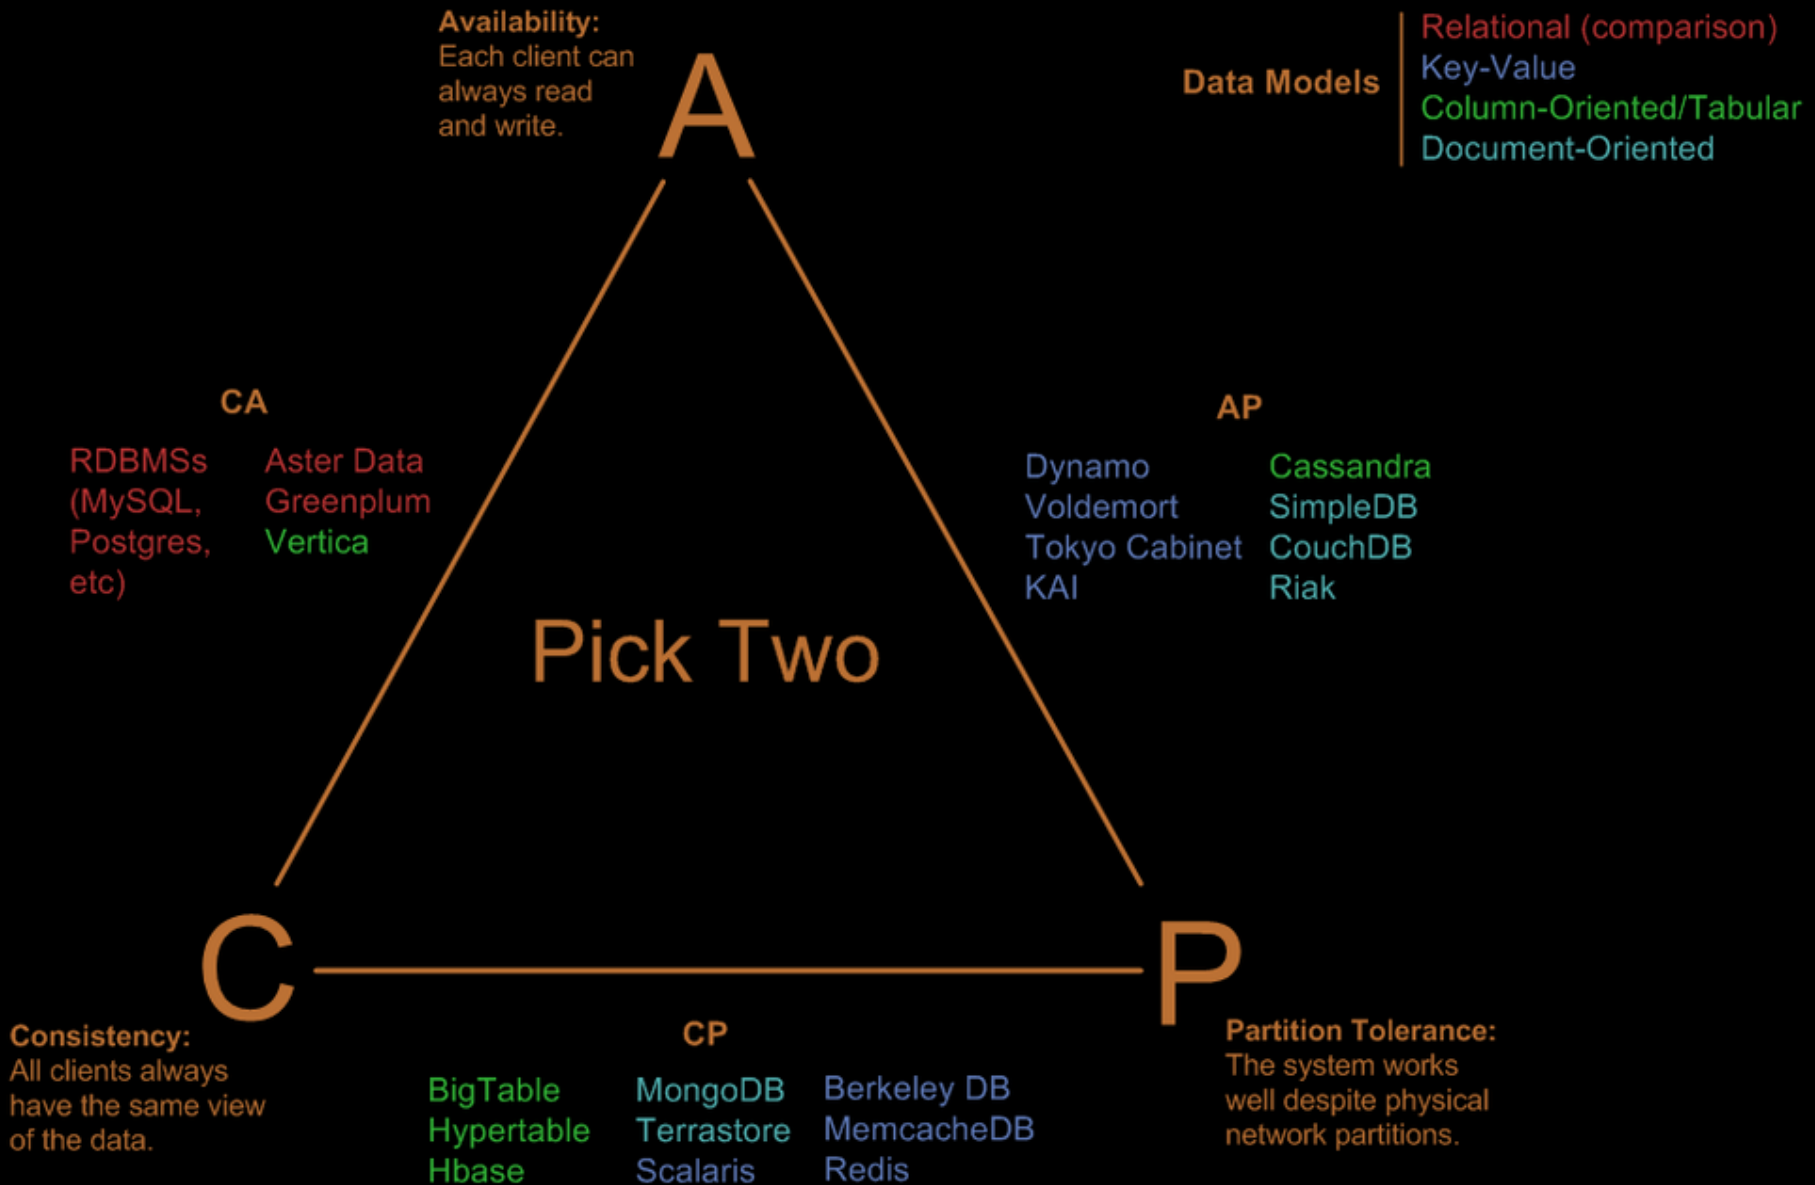 Availability:
Each client can
always read
and write.
A
Data Models
Relational (comparison)
Key-Value
Column-Oriented/Tabular
Document-Oriented
CA
RDBMSs
(MySQL,
Postgres,
etc)
Aster Data
Greenplum
Vertica
AP
Dynamo
Voldemort
Tokyo Cabinet
KAI
Cassandra
SimpleDB
CouchDB
Riak
Pick Two
C
P
Consistency:
All clients always
have the same view
of the data.
CP
BigTable
Hypertable
Hbase
MongoDB
Terrastore
Scalaris
Berkeley DB
MemcacheDB
Redis
Partition Tolerance:
The system works
well despite physical
network partitions.